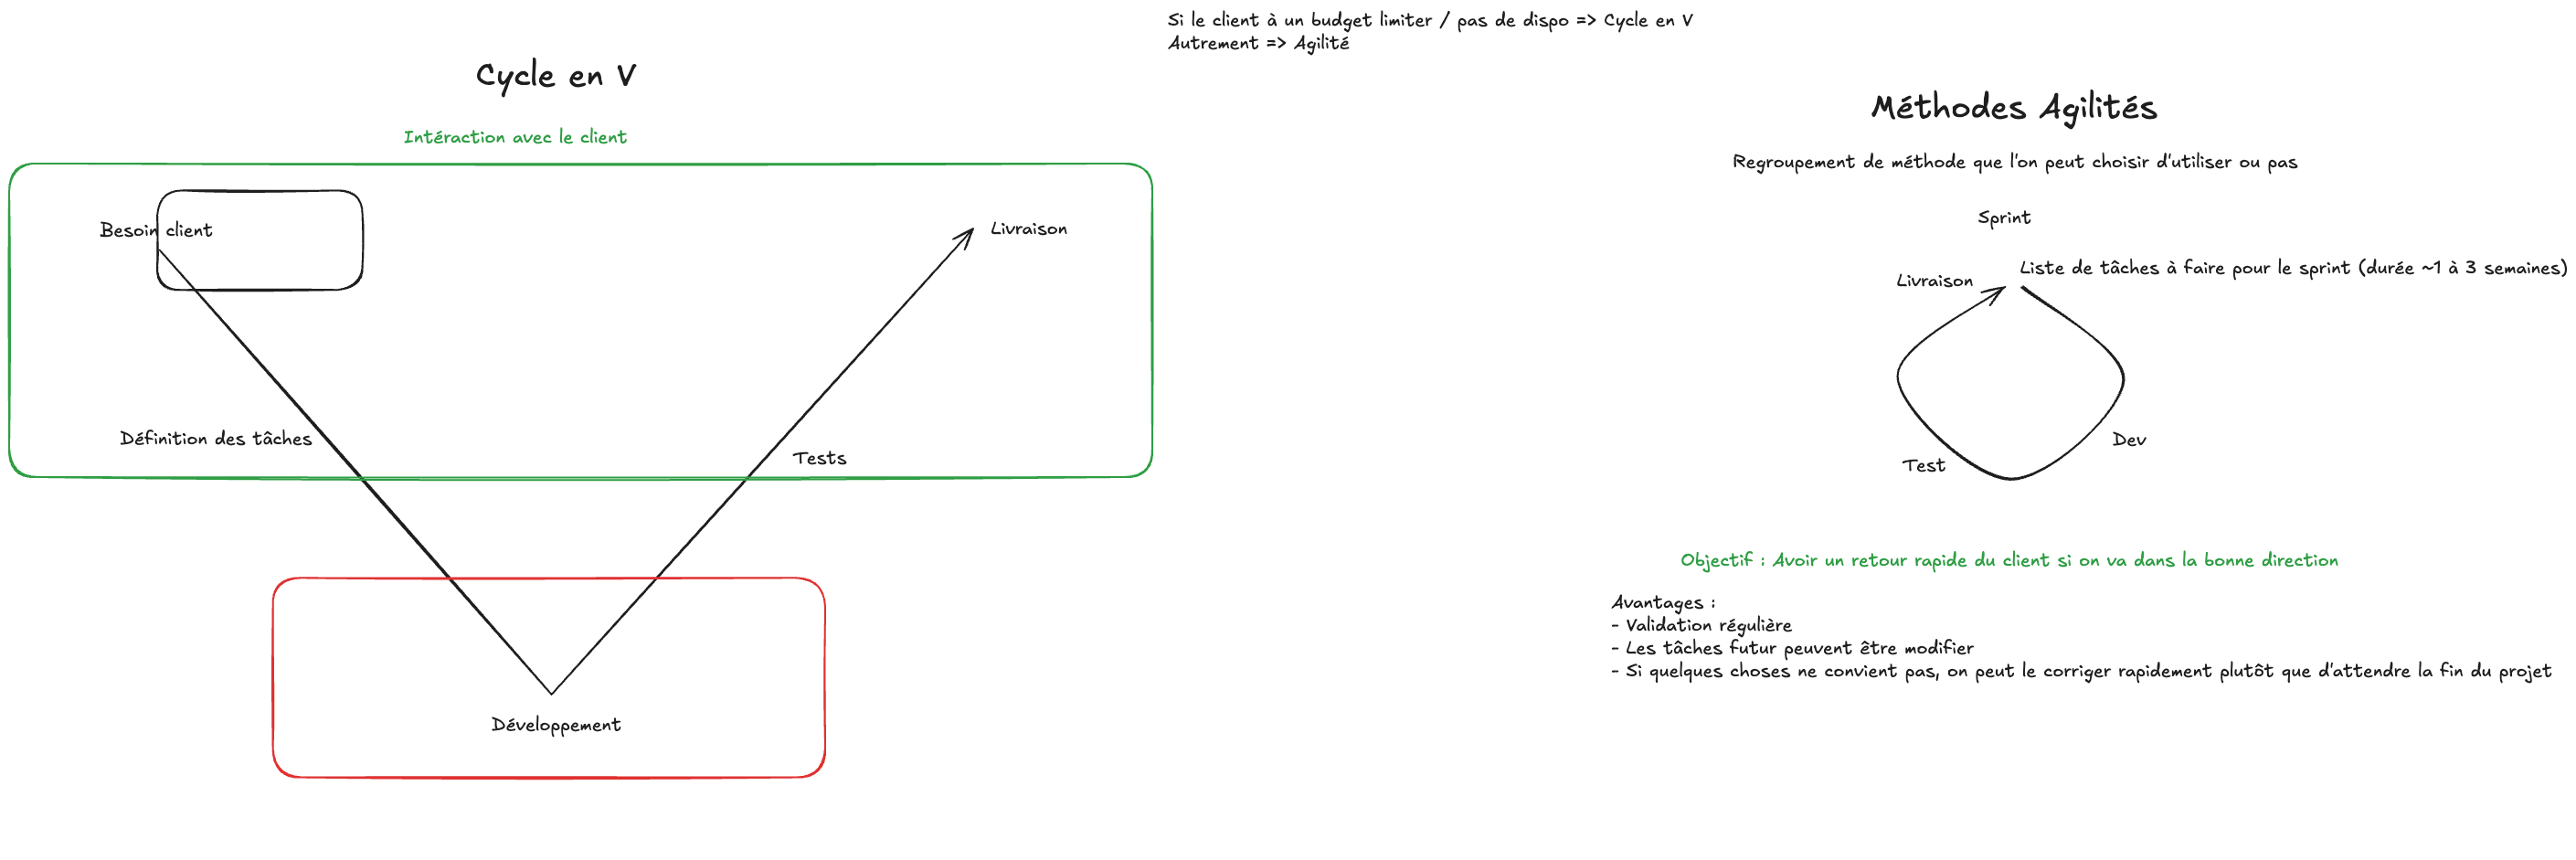 Si le client à un budget limiter / pas de dispo => Cycle en V
Autrement => Agilité
Cycle en V
Intéraction avec le client
Besoin client
Livraison
Définition des tâches
Tests
Développement
Méthodes Agilités
Regroupement de méthode que l'on peut choisir d'utiliser ou pas
Sprint
Liste de tâches à faire pour le sprint (durée ~1 à 3 semaines)
Livraison
Dev
Test
Objectif : Avoir un retour rapide du client si on va dans la bonne direction
Avantages :
- Validation régulière
- Les tâches futur peuvent être modifier
- Si quelques choses ne convient pas, on peut le corriger rapidement plutôt que d'attendre la fin du projet